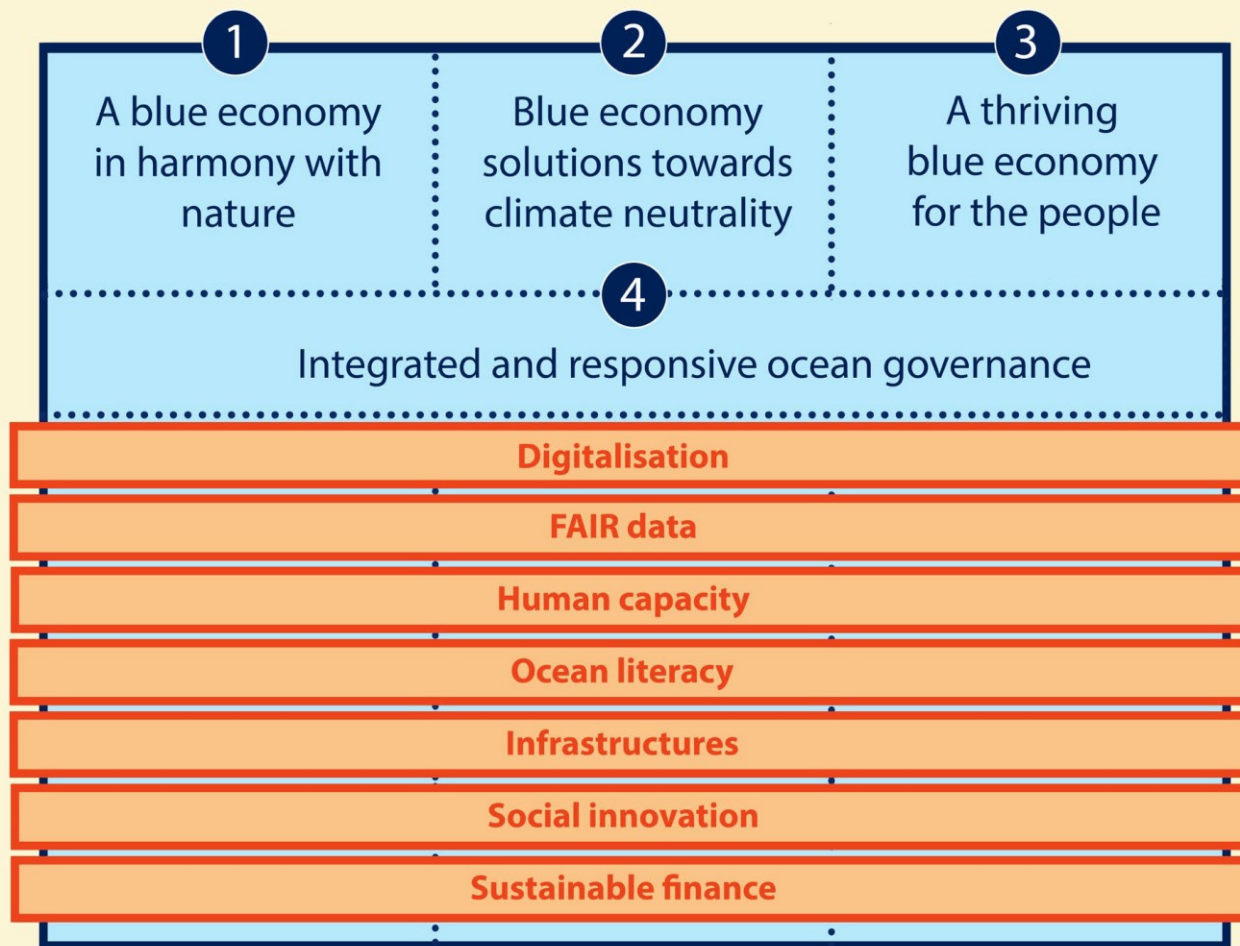 1
A blue economy
in harmony with
nature
2
Blue economy
solutions towards
climate neutrality
3
A thriving
blue economy
for the people
4
Integrated and responsive ocean governance
Digitalisation
FAIR data
Human capacity
Ocean literacy
Infrastructures
Social innovation
Sustainable finance